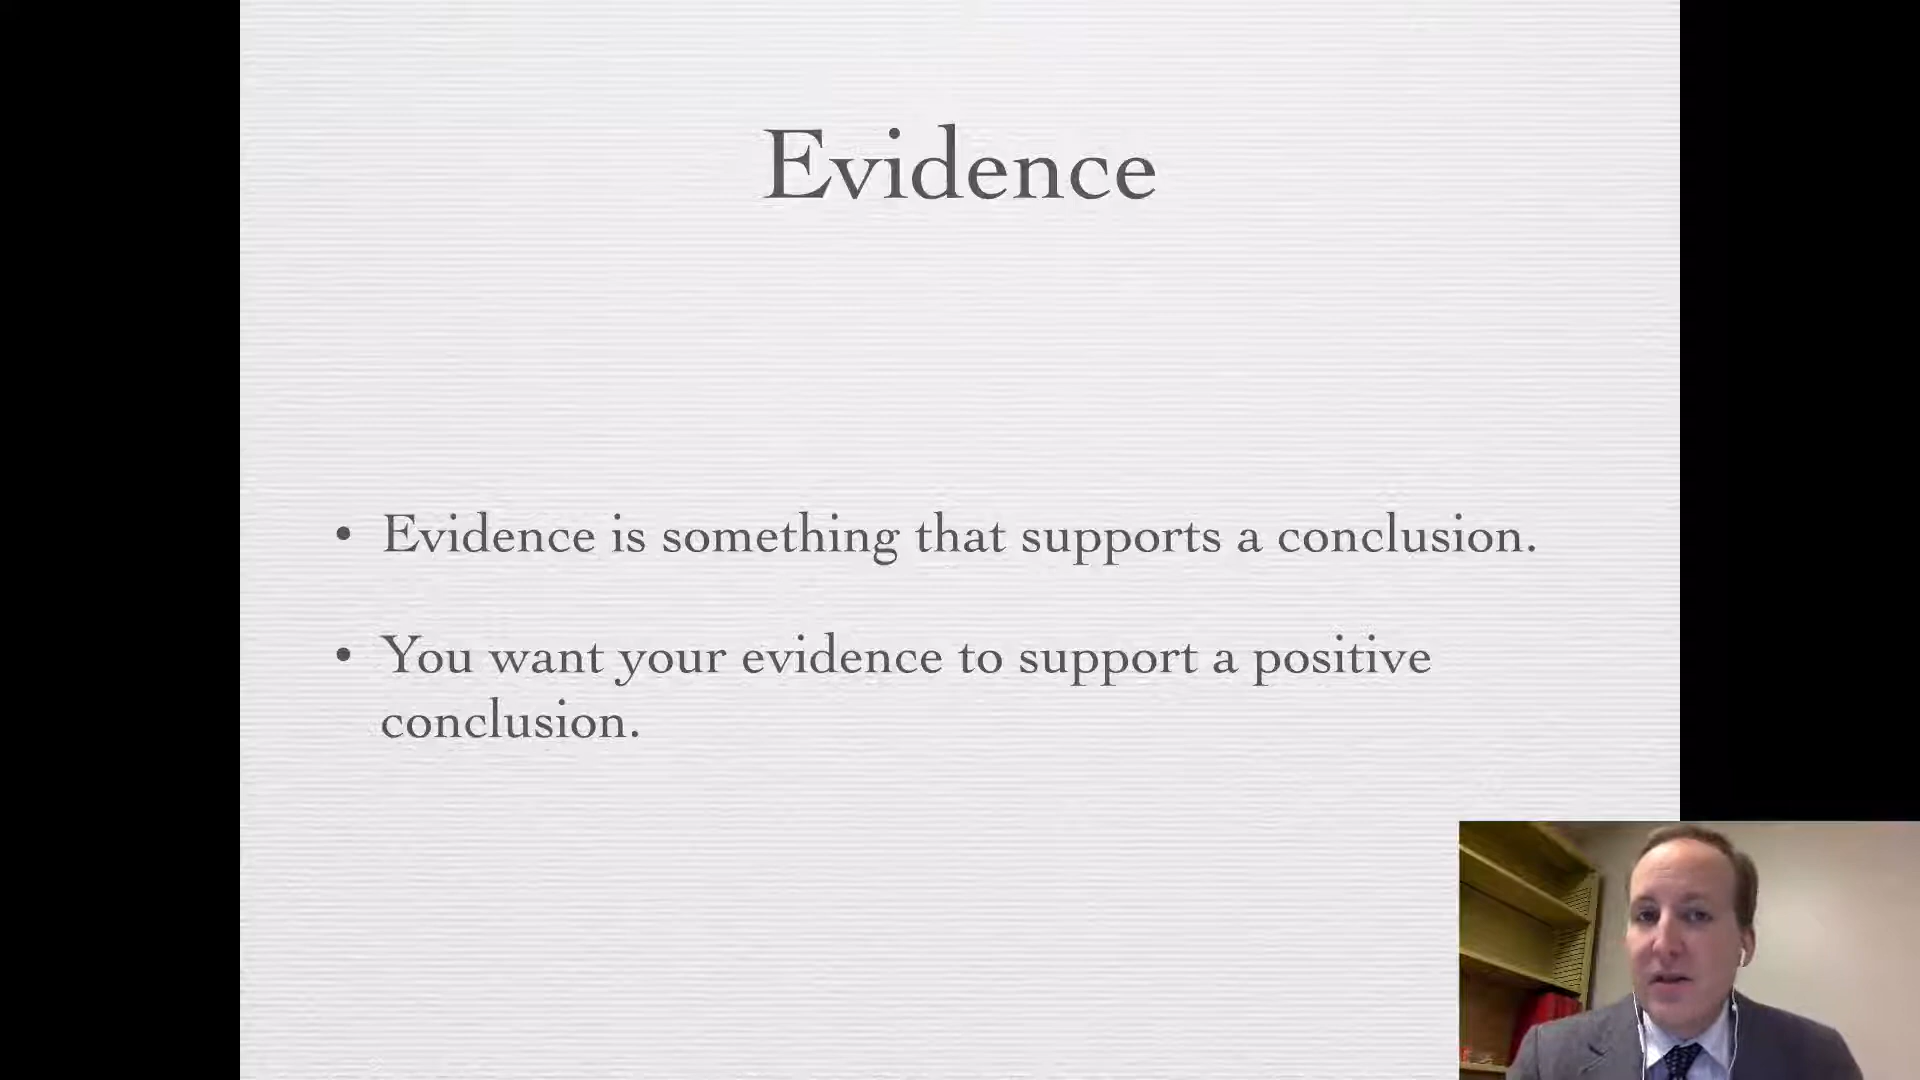 Evidence
• Evidence is something that supports a conclusion.
• You want your evidence to support a positive
conclusion.